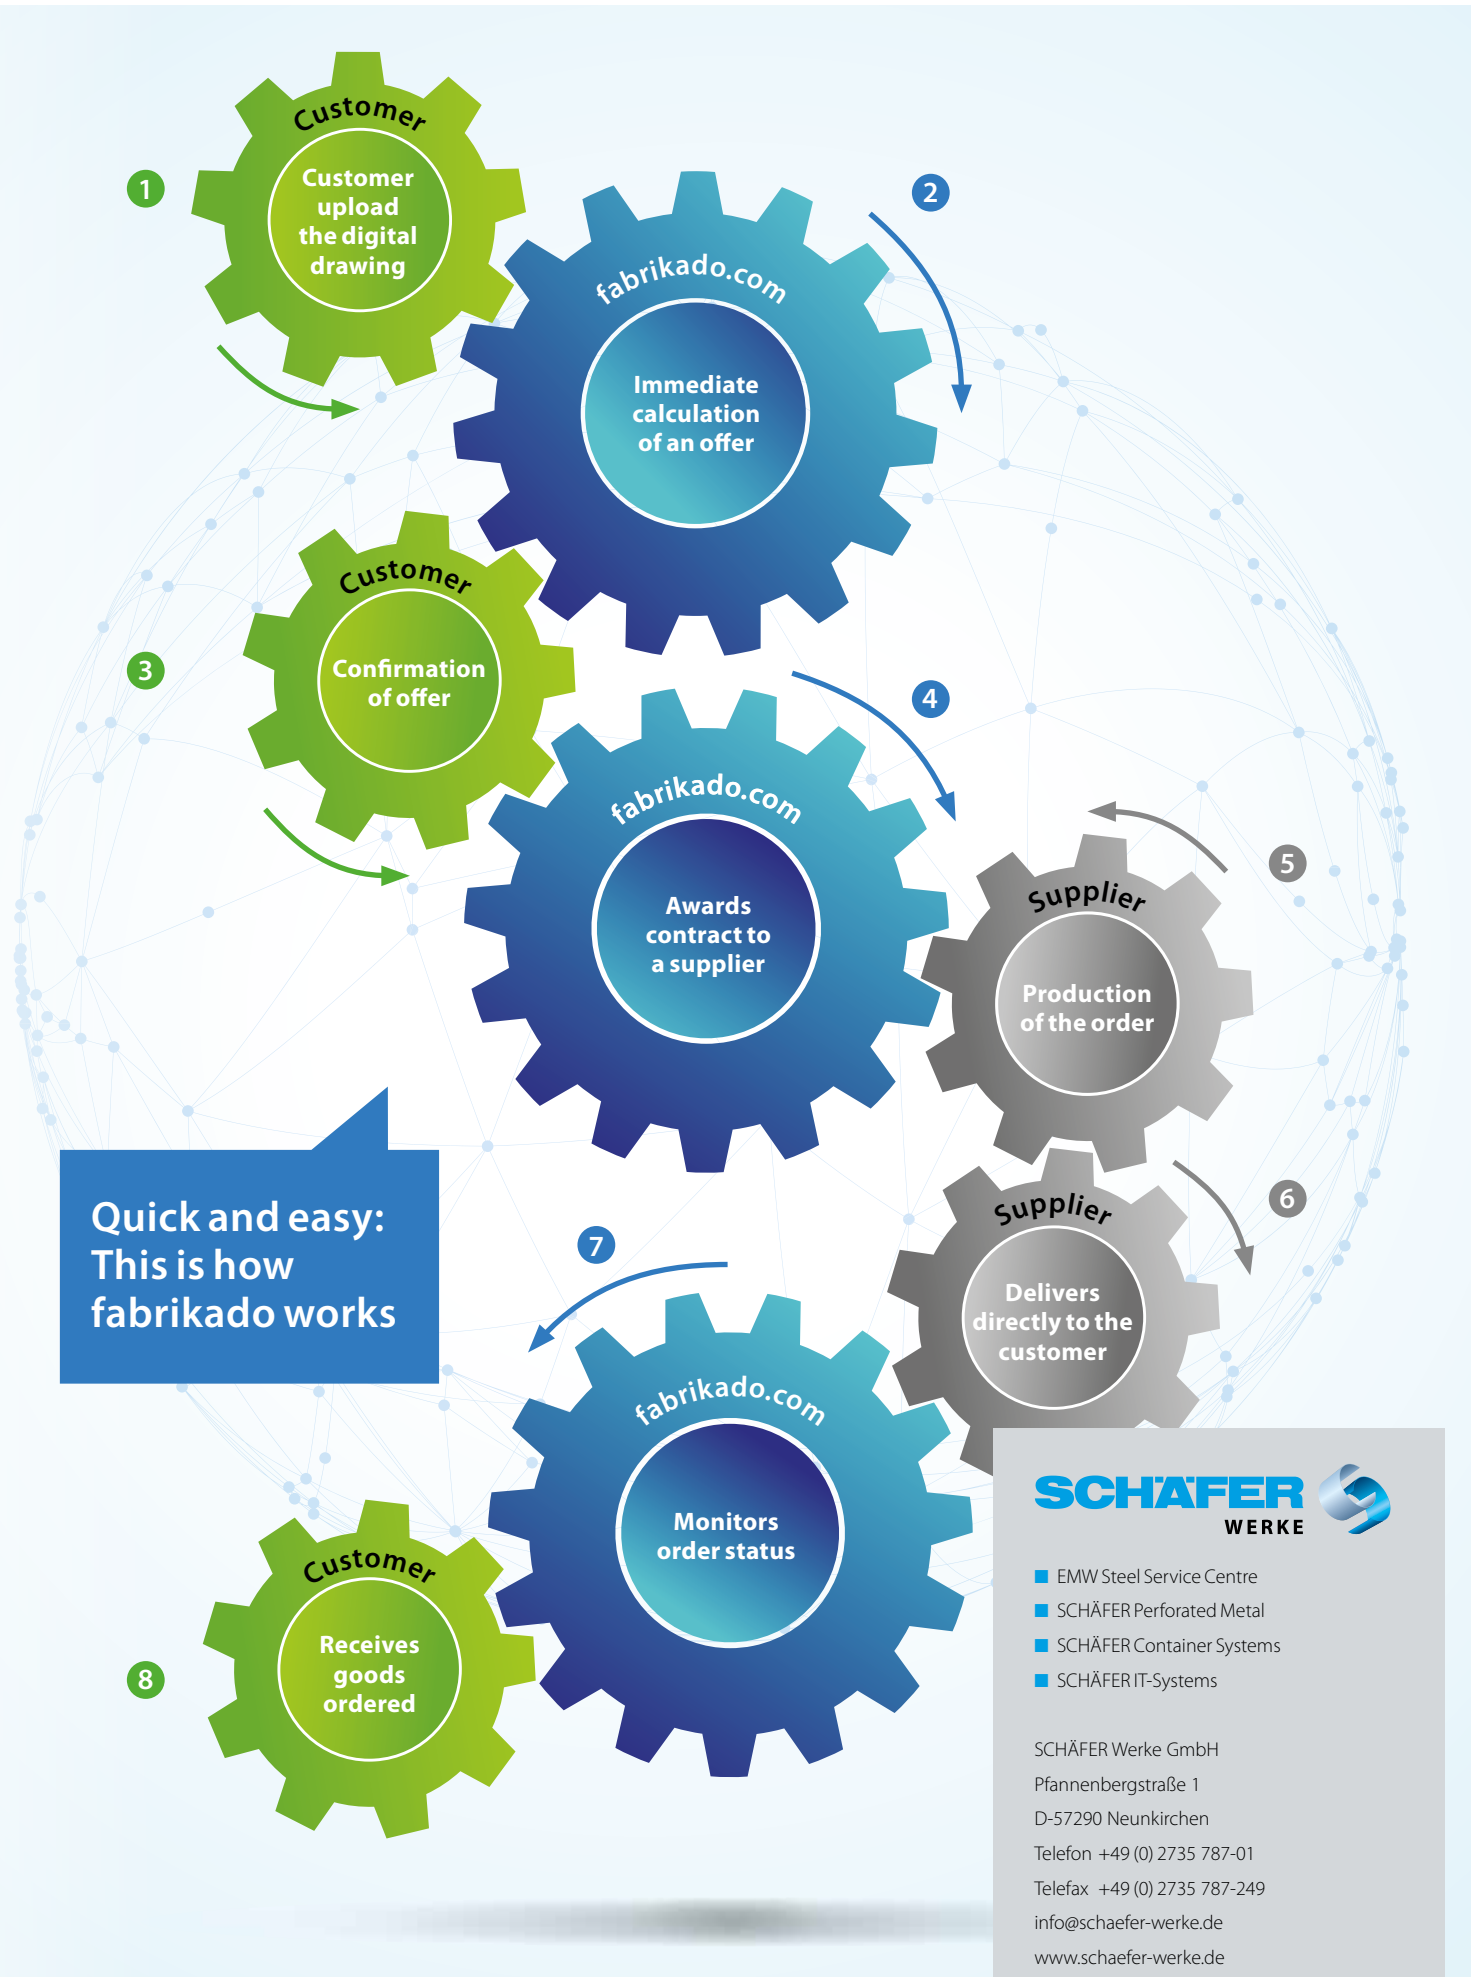 1
Customer
Customer
upload
the digital
drawing
2
fabrikado.com
Immediate
calculation
of an offer
3
Customer
Confirmation
of offer
4
fabrikado.com
Awards
contract to
a supplier
5
Supplier
Production
of the order
6
Supplier
Delivers
directly to the
customer
Quick and easy:
This is how
fabrikado works
7
fabrikado.com
Monitors
order status
8
Customer
Receives
goods
ordered
SCHÄFER
WERKE
EMW Steel Service Centre
SCHÄFER Perforated Metal
SCHÄFER Container Systems
SCHÄFER IT-Systems
SCHÄFER Werke GmbH
Pfannenbergstraße 1
D-57290 Neunkirchen
Telefon +49 (0) 2735 787-01
Telefax +49 (0) 2735 787-249
info@schaefer-werke.de
www.schaefer-werke.de